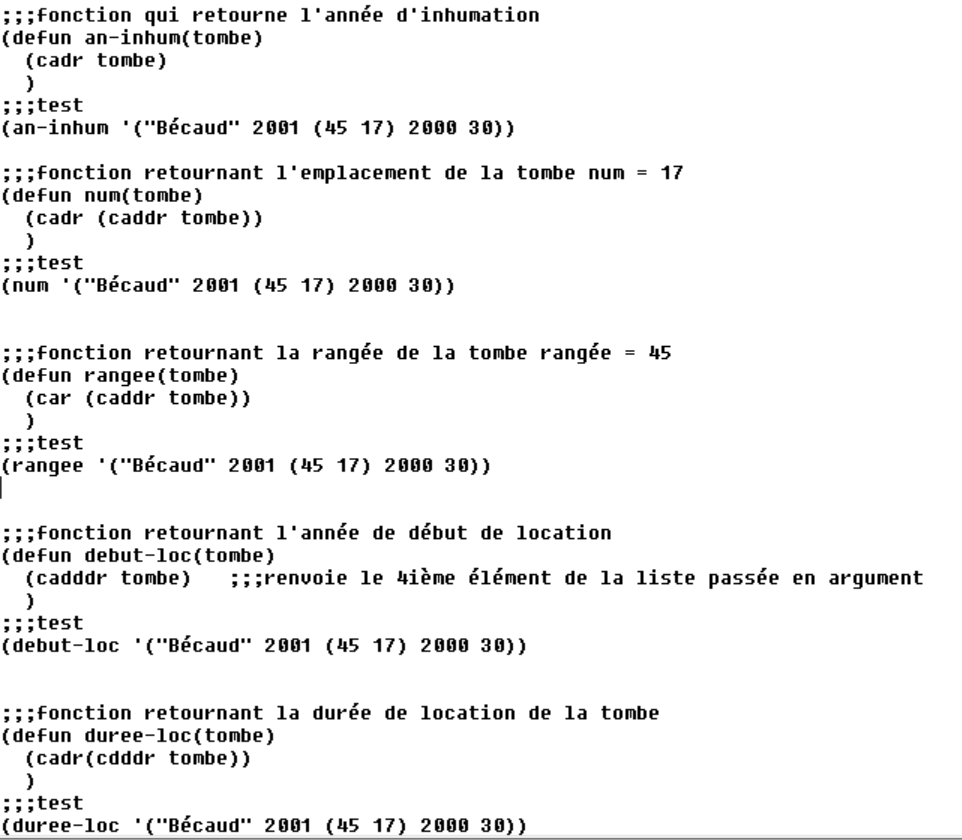 ;;;fonction qui retourne l'année d'inhumation
(defun an-inhum(tombe)
  (cadr tombe)
  )
;;;test
(an-inhum '("Bécaud" 2001 (45 17) 2000 30))
;;;fonction retournant l'emplacement de la tombe num = 17
(defun num(tombe)
  (cadr (caddr tombe))
  )
;;;test
(num '("Bécaud" 2001 (45 17) 2000 30))
;;;fonction retournant la rangée de la tombe rangée = 45
(defun rangee(tombe)
  (car (caddr tombe))
  )
;;;test
(rangee '("Bécaud" 2001 (45 17) 2000 30))
;;;fonction retournant l'année de début de location
(defun debut-loc(tombe)
  (cadddr tombe)   ;;;renvoie le 4ième élément de la liste passée en argument
  )
;;;test
(debut-loc '("Bécaud" 2001 (45 17) 2000 30))
;;;fonction retournant la durée de location de la tombe
(defun duree-loc(tombe)
  (cadr(cdddr tombe))
  )
;;;test
(duree-loc '("Bécaud" 2001 (45 17) 2000 30))